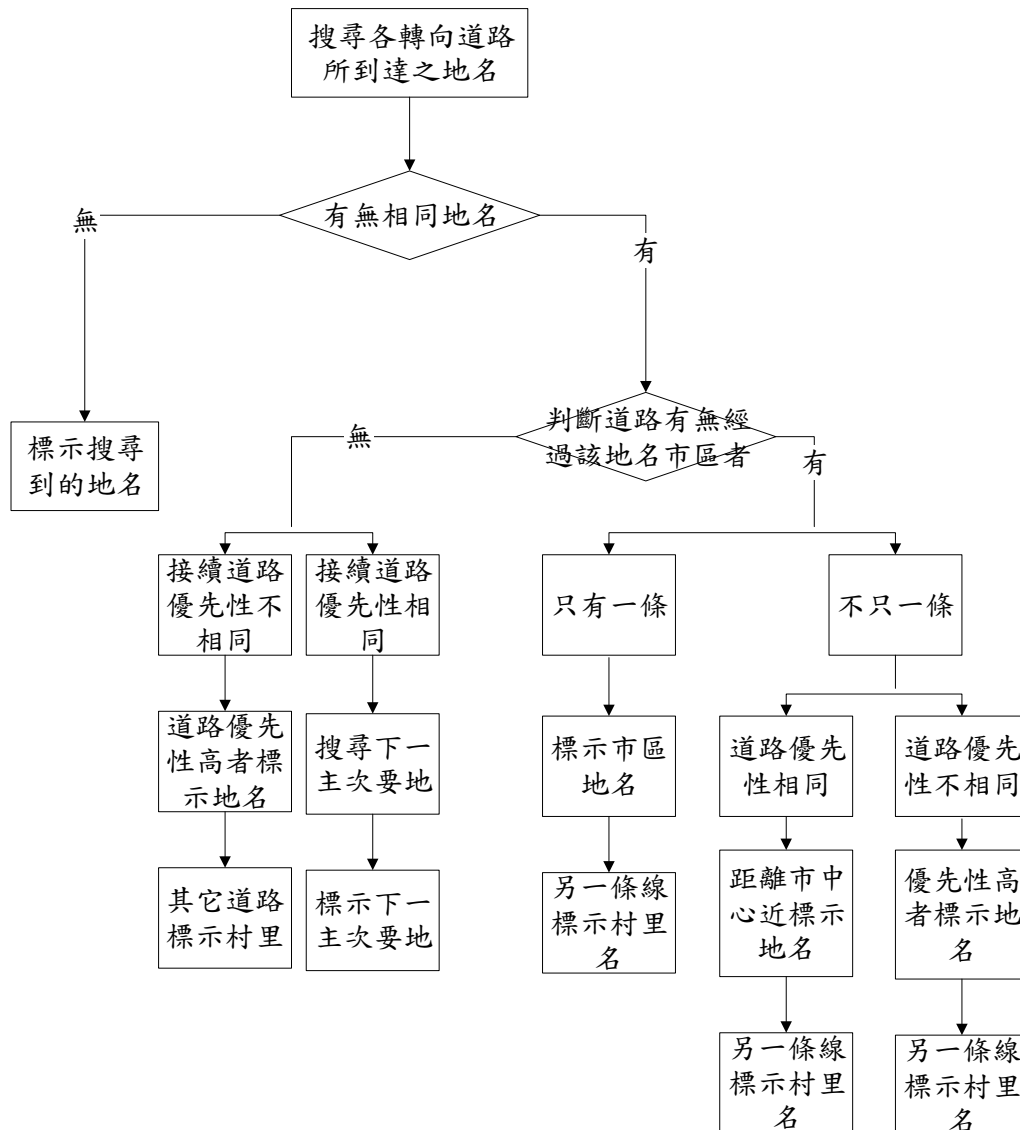 搜尋各轉向道路
所到達之地名
有無相同地名
無
有
標示搜尋
到的地名
判斷道路有無經
過該地名市區者
無
有
接續道路
優先性不
相同
接續道路
優先性相
同
只有一條
不只一條
道路優先
性高者標
示地名
搜尋下一
主次要地
標示市區
地名
道路優先
性相同
道路優先
性不相同
其它道路
標示村里
標示下一
主次要地
另一條線
標示村里
名
距離市中
心近標示
地名
優先性高
者標示地
名
另一條線
標示村里
名
另一條線
標示村里
名